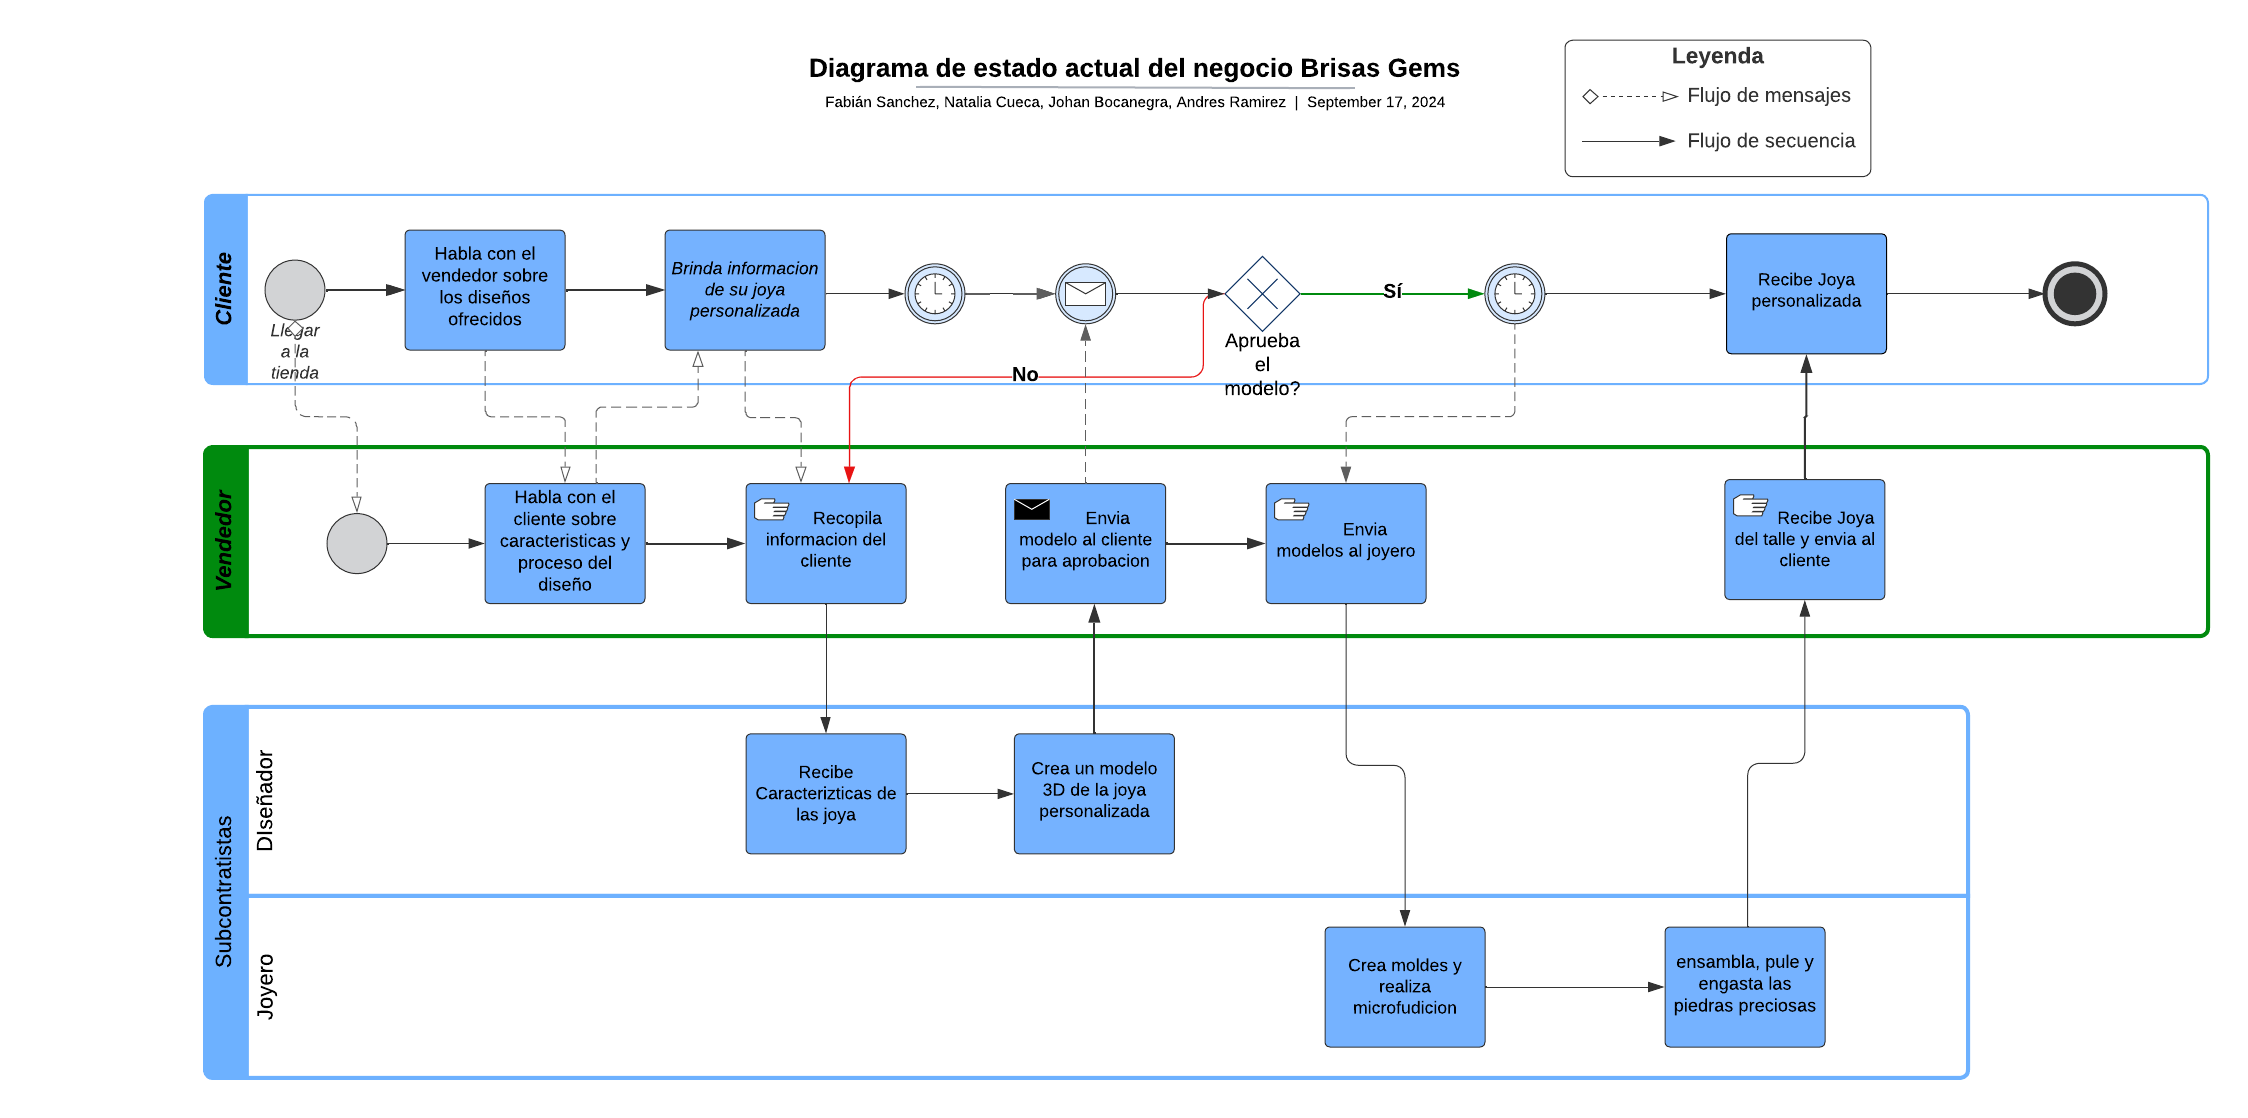 Diagrama de estado actual del negocio Brisas Gems
Fabián Sanchez, Natalia Cueca, Johan Bocanegra, Andres Ramirez | September 17, 2024
Leyenda
Flujo de mensajes
Flujo de secuencia
Cliente
Llegar
a la
tienda
Habla con el
vendedor sobre
los diseños
ofrecidos
Brinda informacion
de su joya
personalizada
Aprueba
el
modelo?
Sí
No
Recibe Joya
personalizada
Vendedor
Habla con el
cliente sobre
caracteristicas y
proceso del
diseño
Recopila
informacion del
cliente
Envia
modelo al cliente
para aprobacion
Envia
modelos al joyero
Recibe Joya
del talle y envia al
cliente
Subcontratistas
DIseñador
Recibe
Caracterizticas de
las joya
Crea un modelo
3D de la joya
personalizada
Joyero
Crea moldes y
realiza
microfudicion
ensambla, pule y
engasta las
piedras preciosas